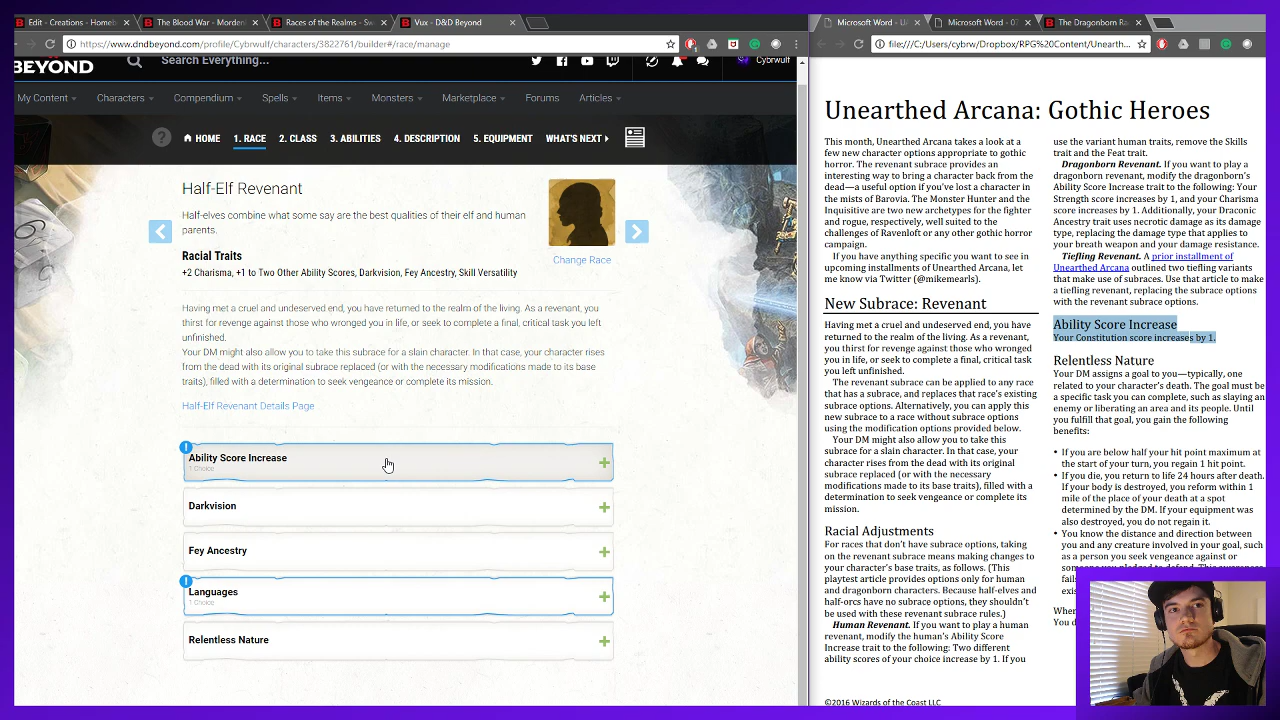 Edit - Creations - Home
The Blood War - Morden
Races of the Realms - Sw
Vux - D&D Beyond
https://www.dndbeyond.com/profile/Cybrwulf/characters/3822761/builder#/race/manage
BEYOND
Search Everything...
Cybrwulf
My Content
Characters
Compendium
Spells
Items
Monsters
Marketplace
Forums
Articles
?
HOME
1. RACE
2. CLASS
3. ABILITIES
4. DESCRIPTION
5. EQUIPMENT
WHAT'S NEXT
Half-Elf Revenant
Half-elves combine what some say are the best qualities of their elf and human
parents.
Racial Traits
+2 Charisma, +1 to Two Other Ability Scores, Darkvision, Fey Ancestry, Skill Versatility
Change Race
Having met a cruel and undeserved end, you have returned to the realm of the living. As a revenant, you
thirst for revenge against those who wronged you in life, or seek to complete a final, critical task you left
unfinished.
Your DM might also allow you to take this subrace for a slain character. In that case, your character rises
from the dead with its original subrace replaced (or with the necessary modifications made to its base
traits), filled with a determination to seek vengeance or complete its mission.
Half-Elf Revenant Details Page
!
Ability Score Increase
1 Choice
Darkvision
Fey Ancestry
!
Languages
1 Choice
Relentless Nature
Microsoft Word - UA
Microsoft Word - 07
The Dragonborn Rac
file:///C:/Users/cybrw/Dropbox/RPG%20Content/Unearth...
Unearthed Arcana: Gothic Heroes
This month, Unearthed Arcana takes a look at a
few new character options appropriate to gothic
horror. The revenant subrace provides an
interesting way to bring a character back from the
dead—a useful option if you've lost a character in
the mists of Barovia. The Monster Hunter and the
Inquisitive are two new archetypes for the fighter
and rogue, respectively, well suited to the
challenges of Ravenloft or any other gothic horror
campaign.
If you have anything specific you want to see in
upcoming installments of Unearthed Arcana, let
me know via Twitter (@mikemearls).
New Subrace: Revenant
Having met a cruel and undeserved end, you have
returned to the realm of the living. As a revenant,
you thirst for revenge against those who wronged
you in life, or seek to complete a final, critical task
you left unfinished.
The revenant subrace can be applied to any race
that has a subrace, and replaces that race's existing
subrace options. Alternatively, you can apply this
new subrace to a race without subrace options
using the modification options provided below.
Your DM might also allow you to take this
subrace for a slain character. In that case, your
character rises from the dead with its original
subrace replaced (or with the necessary
modifications made to its base traits), filled with a
determination to seek vengeance or complete its
mission.
Racial Adjustments
For races that don't have subrace options, taking
on the revenant subrace means making changes to
your character's base traits, as follows. (This
playtest article provides options only for human
and dragonborn characters. Because half-elves and
half-orcs have no subrace options, they shouldn't
be used with these revenant subrace rules.)
Human Revenant. If you want to play a human
revenant, modify the human's Ability Score
Increase trait to the following: Two different
ability scores of your choice increase by 1. If you
©2016 Wizards of the Coast LLC
use the variant human traits, remove the Skills
trait and the Feat trait.
Dragonborn Revenant. If you want to play a
dragonborn revenant, modify the dragonborn's
Ability Score Increase trait to the following: Your
Strength score increases by 1, and your Charisma
score increases by 1. Additionally, your Draconic
Ancestry trait uses necrotic damage as its damage
type, replacing the damage type that applies to
your breath weapon and your damage resistance.
Tiefling Revenant. A prior installment of
Unearthed Arcana outlined two tiefling variants
that make use of subraces. Use that article to make
a tiefling revenant, replacing the subrace options
with the revenant subrace options.
Ability Score Increase
Your Constitution score increases by 1.
Relentless Nature
Your DM assigns a goal to you—typically, one
related to your character's death. The goal must be
a specific task you can complete, such as slaying an
enemy or liberating an area and its people. Until
you fulfill that goal, you gain the following
benefits:
• If you are below half your hit point maximum at
the start of your turn, you regain 1 hit point.
• If you die, you return to life 24 hours after death.
If your body is destroyed, you reform within 1
mile of the place of your death at a spot
determined by the DM. If your equipment was
also destroyed, you do not regain it.
• You know the distance and direction between
you and any creature involved in your goal, such
as a person you seek vengeance against or